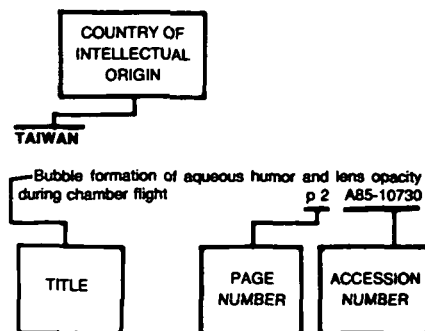 COUNTRY OF
INTELLECTUAL
ORIGIN
TAIWAN
Bubble formation of aqueous humor and lens opacity
during chamber flight p 2 A85-10730
TITLE
PAGE
NUMBER
ACCESSION
NUMBER